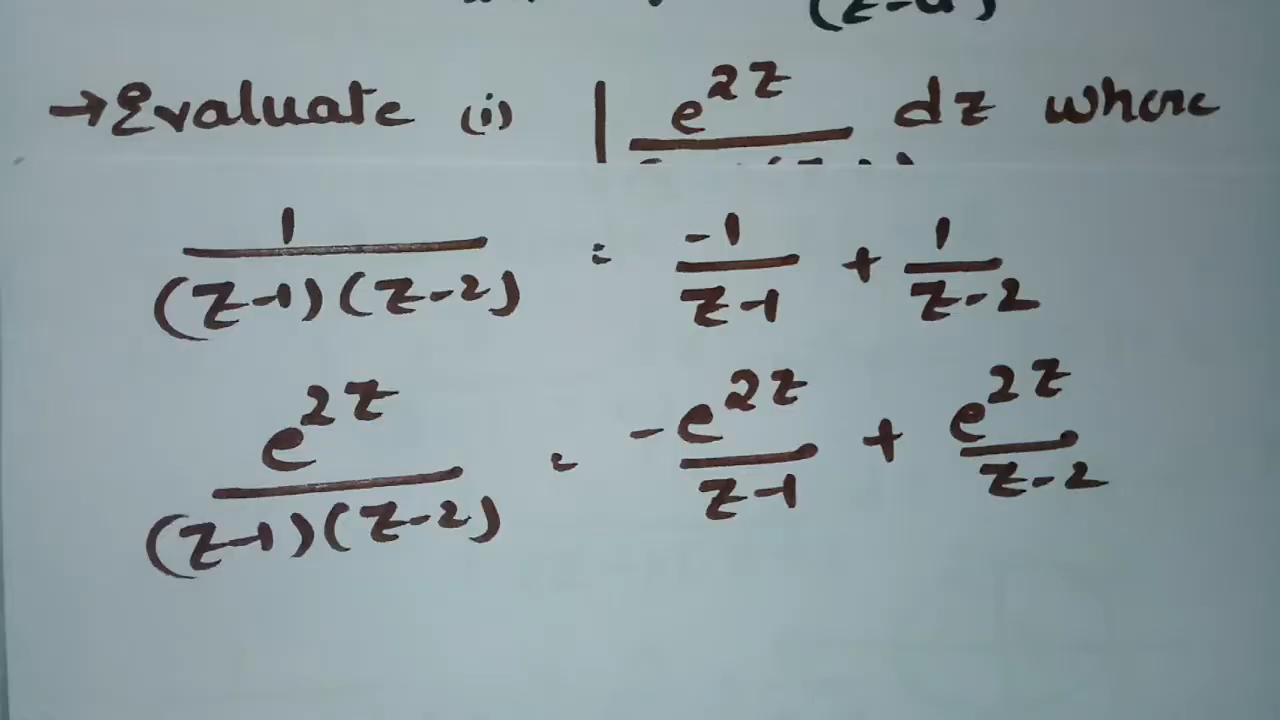 (z-a)
→Evaluate (i) ∫ e^{2z} / dz where
1/((z-1)(z-2)) = -1/(z-1) + 1/(z-2)
e^{2z}/((z-1)(z-2)) = -e^{2z}/(z-1) + e^{2z}/(z-2)